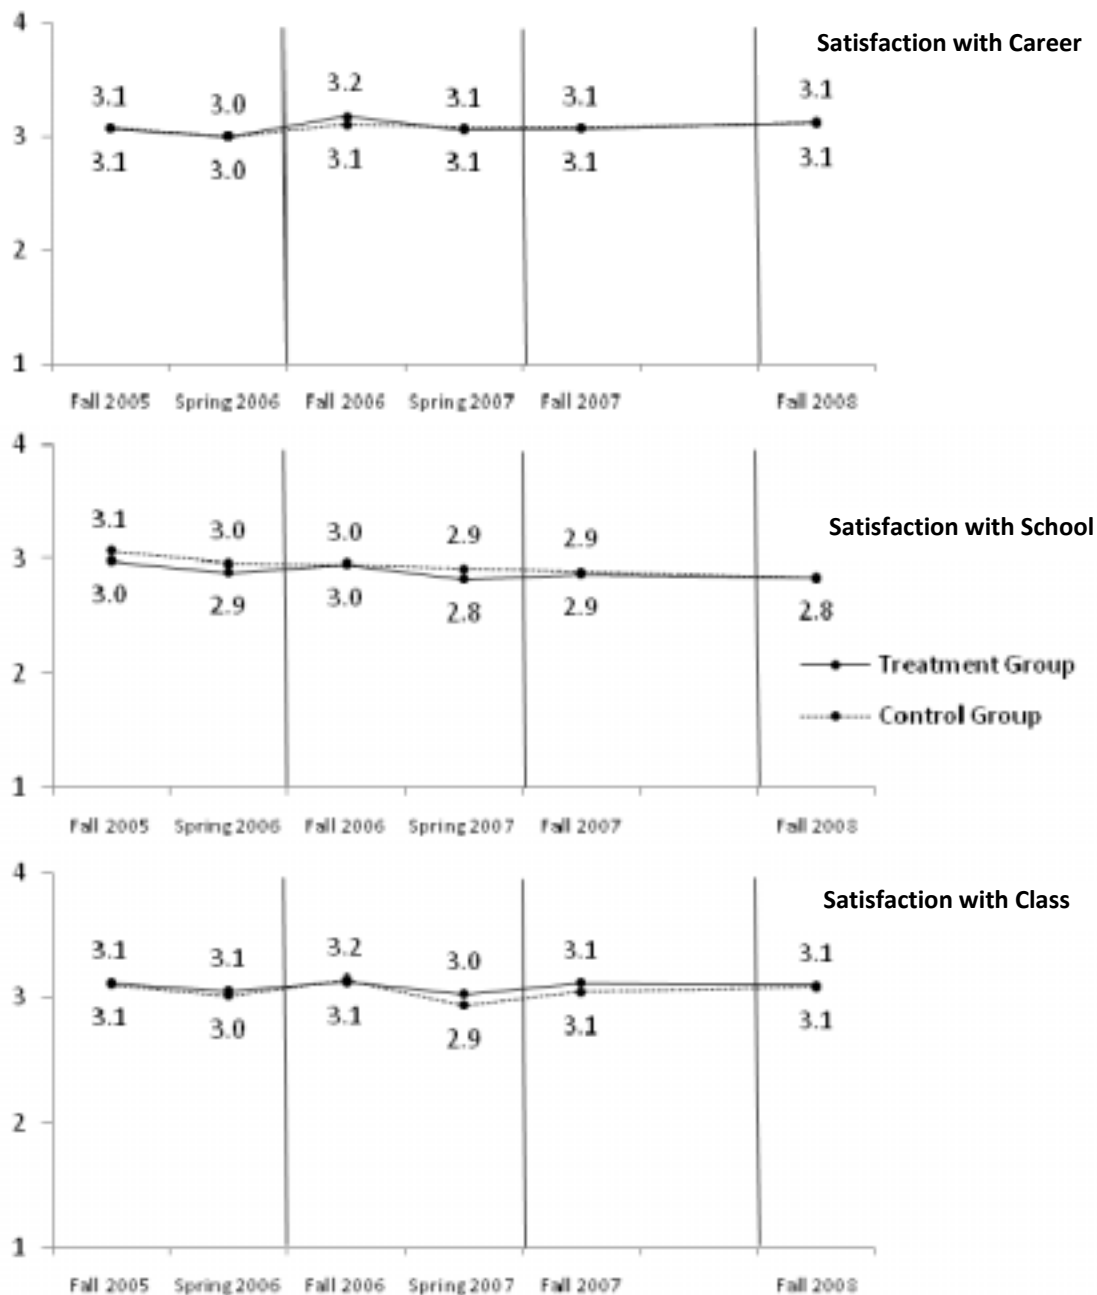 4
Satisfaction with Career
3.1 3.0 3.2 3.1 3.1 3.1
3
3.1 3.0 3.1 3.1 3.1 3.1
2
1
Fall 2005 Spring 2006 Fall 2006 Spring 2007 Fall 2007 Fall 2008
4
3.1 3.0 3.0 2.9 2.9
Satisfaction with School
3
3.0 2.9 3.0 2.8 2.9 2.8
Treatment Group
2
Control Group
1
Fall 2005 Spring 2006 Fall 2006 Spring 2007 Fall 2007 Fall 2008
4
Satisfaction with Class
3.1 3.1 3.2 3.0 3.1 3.1
3
3.1 3.0 3.1 2.9 3.1 3.1
2
1
Fall 2005 Spring 2006 Fall 2006 Spring 2007 Fall 2007 Fall 2008